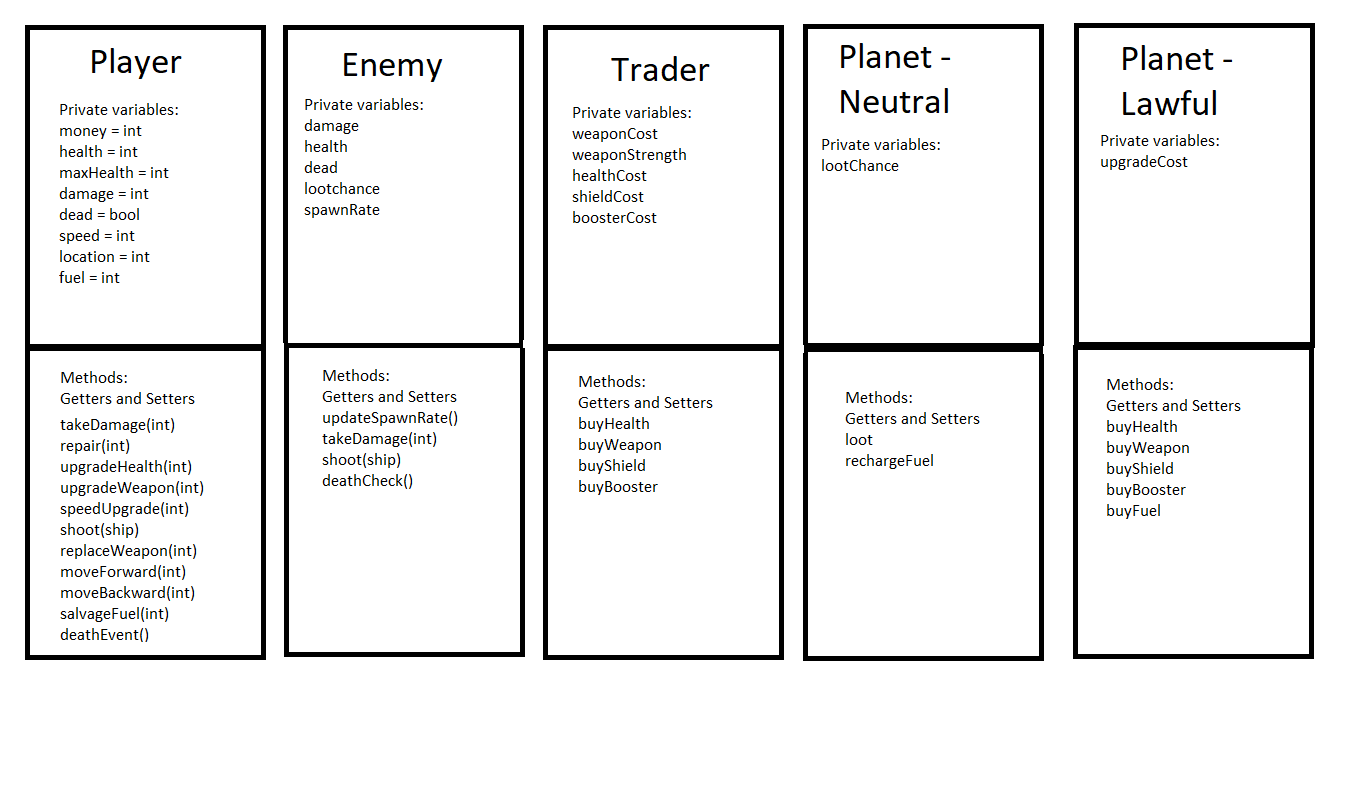 Player
Private variables:
money = int
health = int
maxHealth = int
damage = int
dead = bool
speed = int
location = int
fuel = int
Methods:
Getters and Setters
takeDamage(int)
repair(int)
upgradeHealth(int)
upgradeWeapon(int)
speedUpgrade(int)
shoot(ship)
replaceWeapon(int)
moveForward(int)
moveBackward(int)
salvageFuel(int)
deathEvent()
Enemy
Private variables:
damage
health
dead
lootchance
spawnRate
Methods:
Getters and Setters
updateSpawnRate()
takeDamage(int)
shoot(ship)
deathCheck()
Trader
Private variables:
weaponCost
weaponStrength
healthCost
shieldCost
boosterCost
Methods:
Getters and Setters
buyHealth
buyWeapon
buyShield
buyBooster
Planet -
Neutral
Private variables:
lootChance
Methods:
Getters and Setters
loot
rechargeFuel
Planet -
Lawful
Private variables:
upgradeCost
Methods:
Getters and Setters
buyHealth
buyWeapon
buyShield
buyBooster
buyFuel